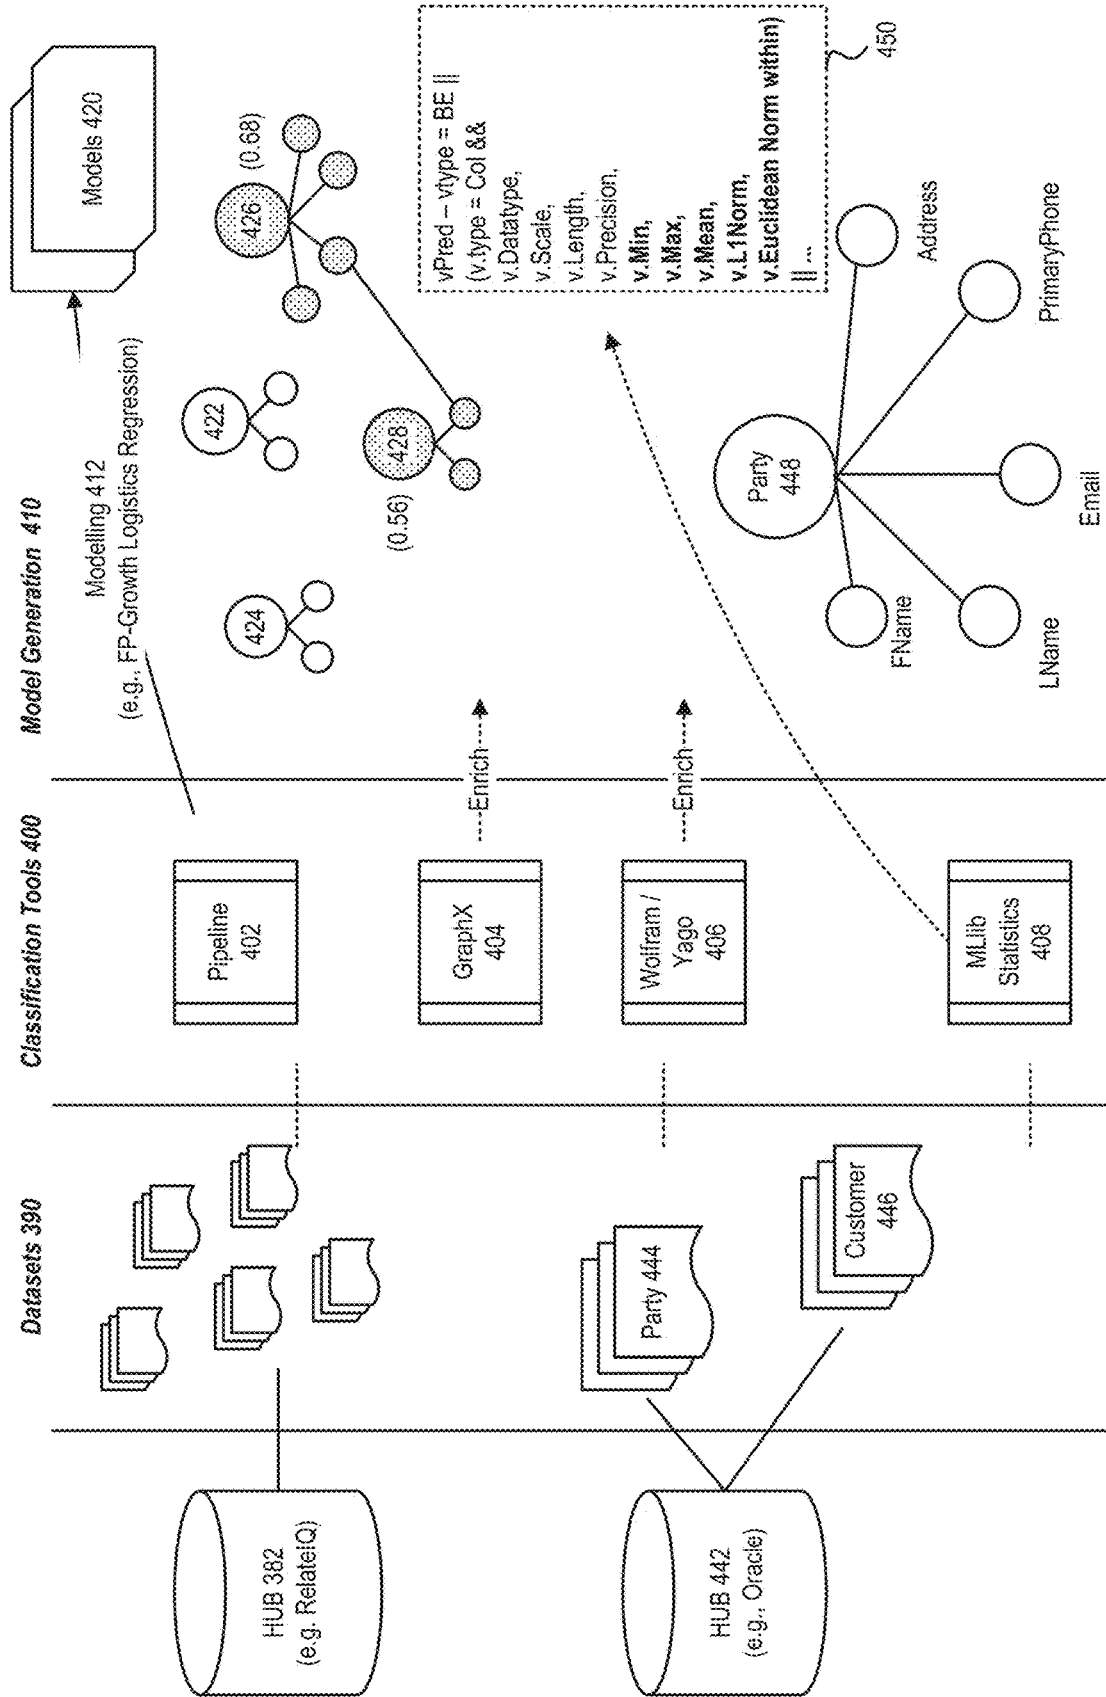 Datasets 390
Classification Tools 400
Model Generation 410
HUB 382
(e.g. RelateIQ)
HUB 442
(e.g., Oracle)
Party 444
Customer
446
Pipeline
402
GraphX
404
Wolfram /
Yago
406
MLlib
Statistics
408
Enrich
Enrich
Modelling 412
(e.g., FP-Growth Logistics Regression)
Models 420
424
422
426
(0.68)
428
(0.56)
vPred – vtype = BE ||
(v.type = Col &&
v.Datatype,
v.Scale,
v.Length,
v.Precision,
v.Min,
v.Max,
v.Mean,
v.L1Norm,
v.Euclidean Norm within)
|| ...
450
Party
448
FName
LName
Email
PrimaryPhone
Address